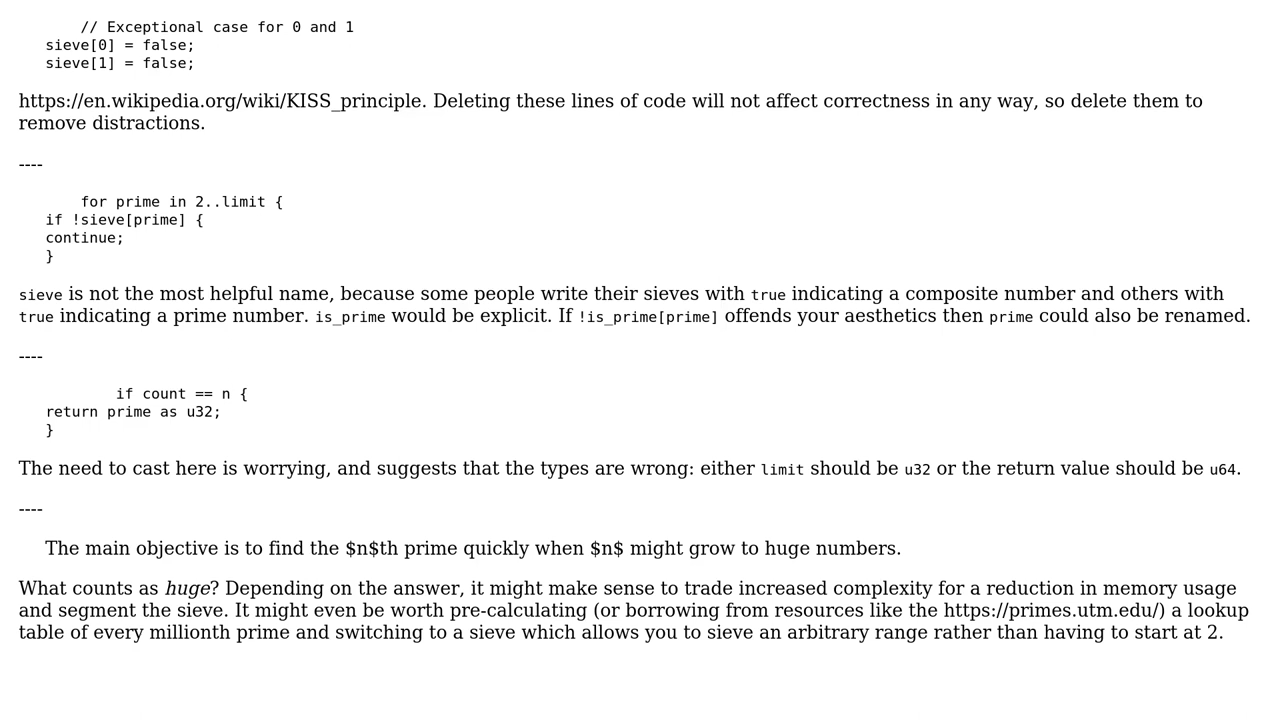 // Exceptional case for 0 and 1
sieve[0] = false;
sieve[1] = false;
https://en.wikipedia.org/wiki/KISS_principle. Deleting these lines of code will not affect correctness in any way, so delete them to
remove distractions.
----
for prime in 2..limit {
if !sieve[prime] {
continue;
}
sieve is not the most helpful name, because some people write their sieves with true indicating a composite number and others with
true indicating a prime number. is_prime would be explicit. If !is_prime[prime] offends your aesthetics then prime could also be renamed.
----
if count == n {
return prime as u32;
}
The need to cast here is worrying, and suggests that the types are wrong: either limit should be u32 or the return value should be u64.
----
The main objective is to find the $n$th prime quickly when $n$ might grow to huge numbers.
What counts as huge? Depending on the answer, it might make sense to trade increased complexity for a reduction in memory usage
and segment the sieve. It might even be worth pre-calculating (or borrowing from resources like the https://primes.utm.edu/) a lookup
table of every millionth prime and switching to a sieve which allows you to sieve an arbitrary range rather than having to start at 2.